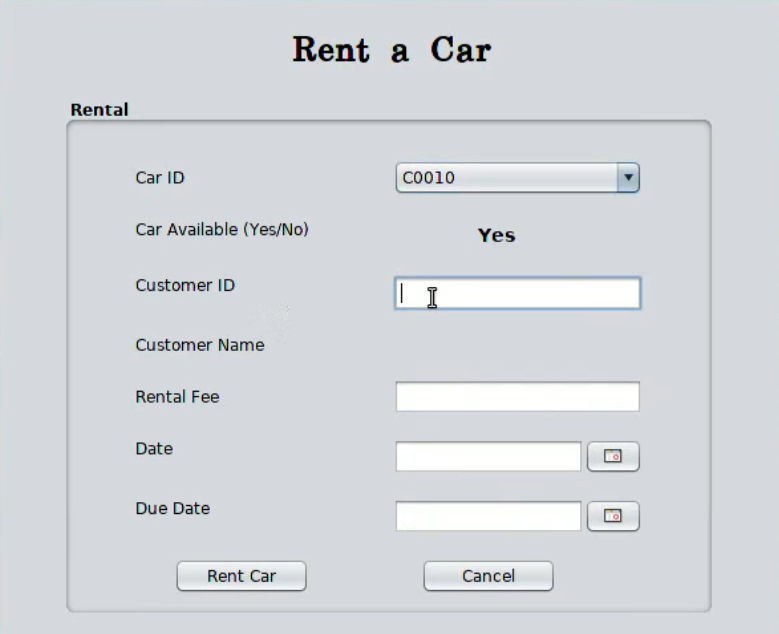 Rent a Car
Rental
Car ID
C0010
Car Available (Yes/No)
Yes
Customer ID
Customer Name
Rental Fee
Date
Due Date
Rent Car
Cancel